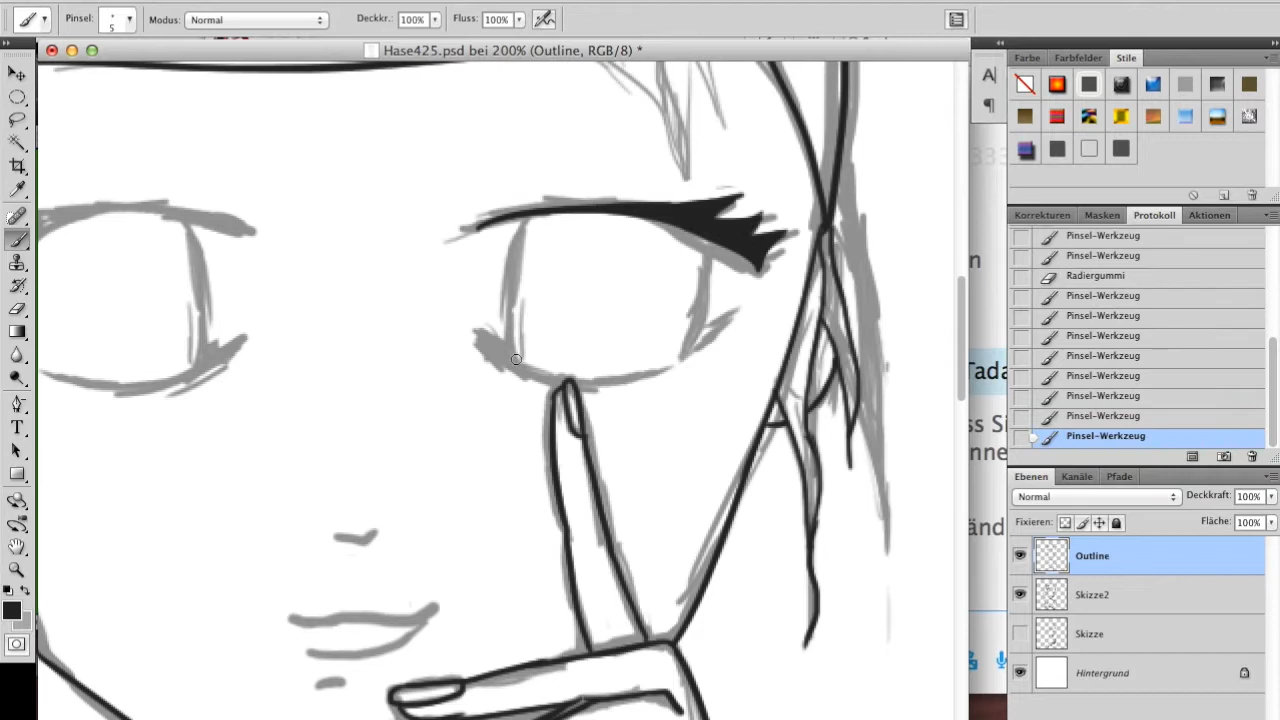 Pinsel: 5 Modus: Normal Deckkr.: 100% Fluss: 100%
Hase425.psd bei 200% (Outline, RGB/8) *
Farbe Farbfelder Stile
A
¶
Korrekturen Masken Protokoll Aktionen
Pinsel-Werkzeug
Pinsel-Werkzeug
Radiergummi
Pinsel-Werkzeug
Pinsel-Werkzeug
Pinsel-Werkzeug
Pinsel-Werkzeug
Pinsel-Werkzeug
Pinsel-Werkzeug
Pinsel-Werkzeug
Pinsel-Werkzeug
Ebenen Kanäle Pfade
Normal Deckkraft: 100%
Fixieren: Fläche: 100%
Outline
Skizze2
Skizze
Hintergrund
T